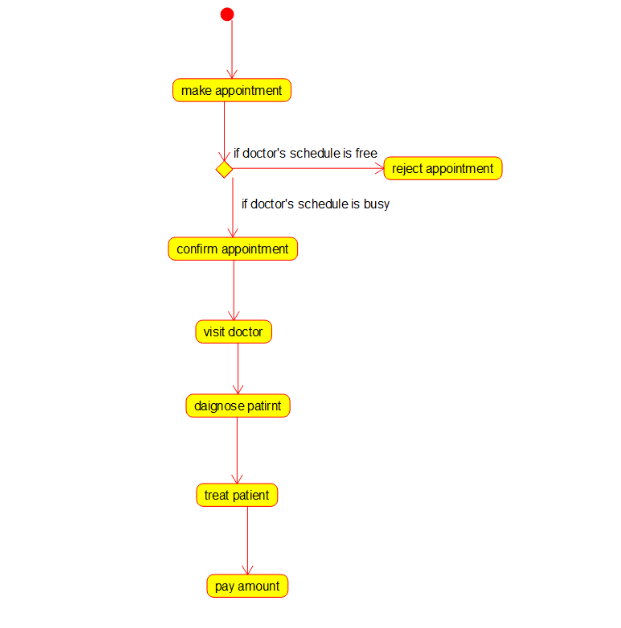 make appointment
if doctor's schedule is free
reject appointment
if doctor's schedule is busy
confirm appointment
visit doctor
daignose patirnt
treat patient
pay amount